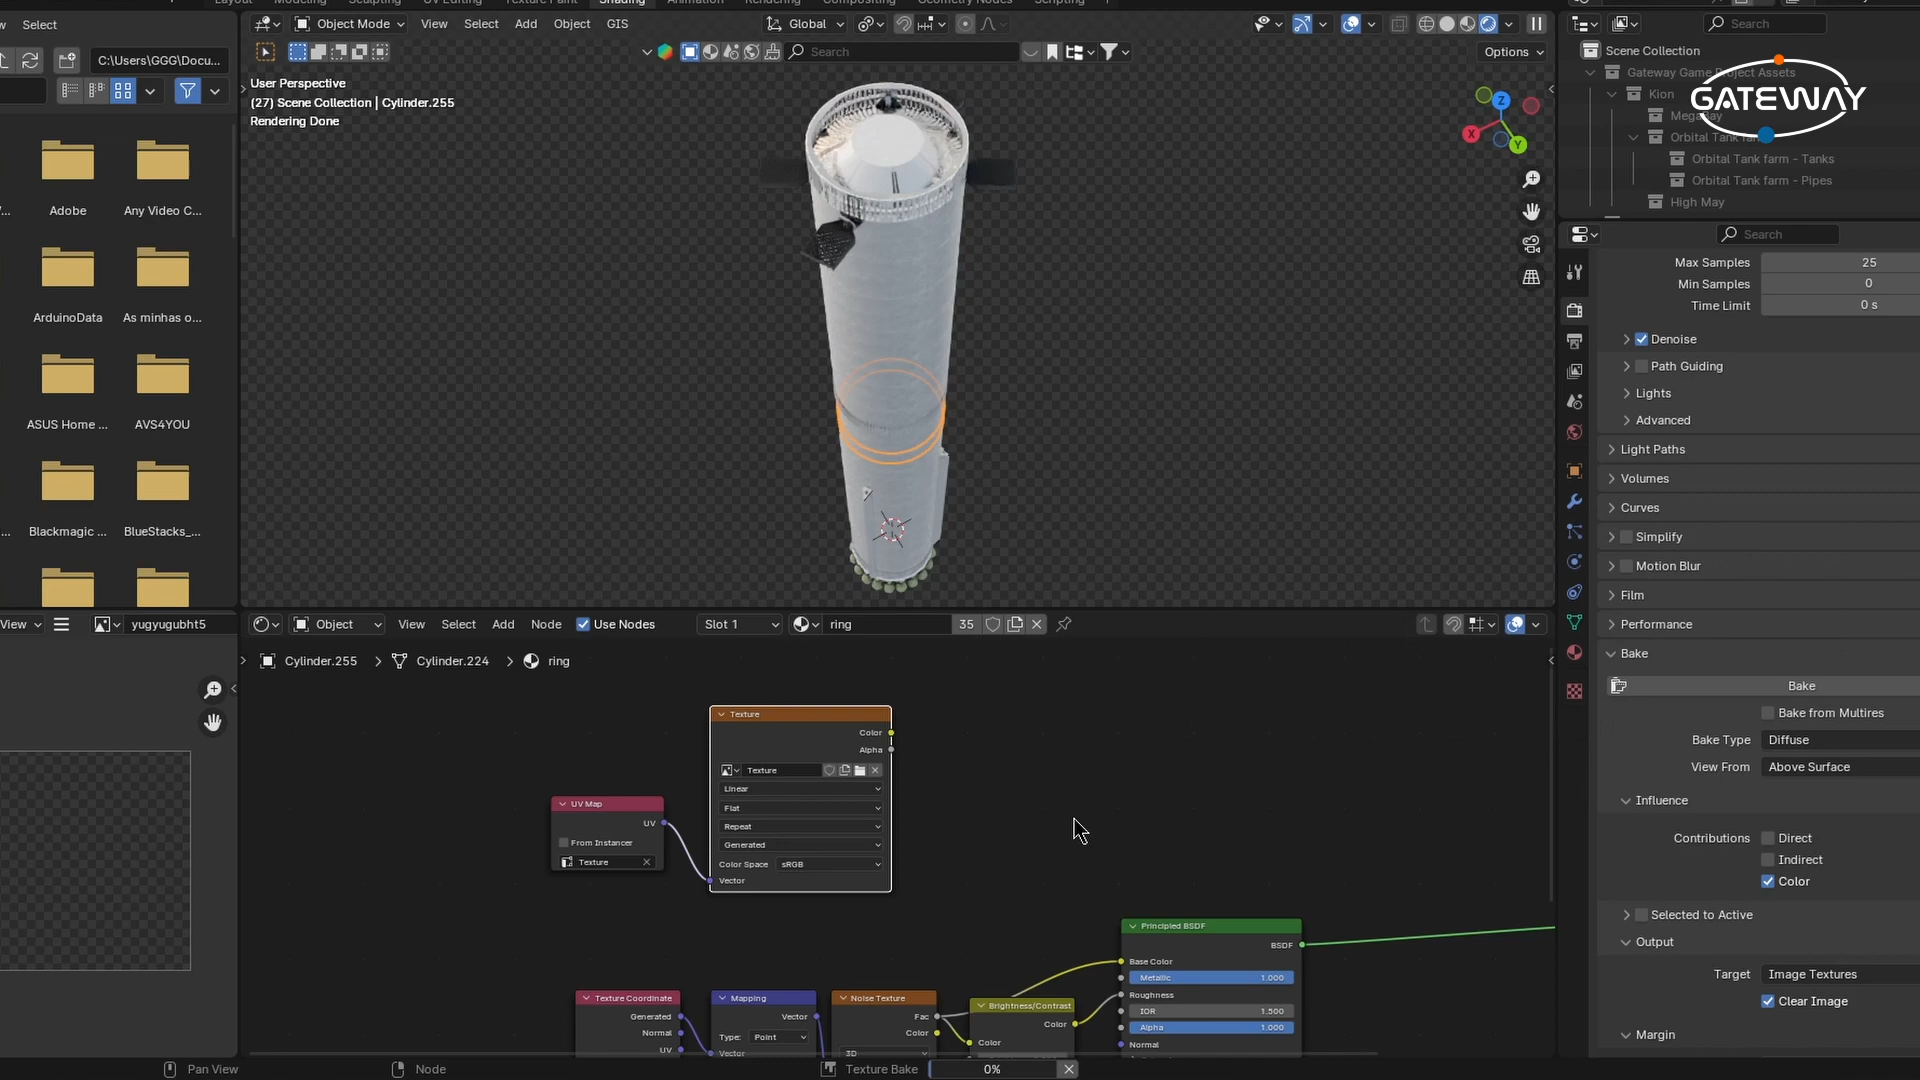 Select
Object Mode
View
Select
Add
Object
GIS
Global
C:\Users\GGG\Docu...
Search
Options
User Perspective
(27) Scene Collection | Cylinder.255
Rendering Done
Z
X
Y
GATEWAY
Search
Scene Collection
Gateway Game Project Assets
Kion
Orbital Tank farm - Tanks
Orbital Tank farm - Pipes
High May
Adobe
Any Video C...
ArduinoData
As minhas o...
ASUS Home ...
AVS4YOU
Blackmagic ...
BlueStacks_...
Search
Max Samples 25
Min Samples 0
Time Limit 0 s
Denoise
Path Guiding
Lights
Advanced
Light Paths
Volumes
Curves
Simplify
Motion Blur
Film
Performance
Bake
Bake
Bake from Multires
Bake Type Diffuse
View From Above Surface
Influence
Contributions Direct
Indirect
Color
Selected to Active
Output
Target Image Textures
Clear Image
Margin
View
yugyugubht5
Object
View
Select
Add
Node
Use Nodes
Slot 1
ring
35
Cylinder.255 > Cylinder.224 > ring
Texture
Color
Alpha
Texture
Linear
Flat
Repeat
Generated
Color Space sRGB
Vector
UV Map
UV
From Instancer
Texture
Principled BSDF
BSDF
Base Color
Metallic 1.000
Roughness
IOR 1.500
Alpha 1.000
Normal
Texture Coordinate
Generated
Normal
UV
Mapping
Vector
Type: Point
Vector
Noise Texture
Fac
Color
3D
Brightness/Contrast
Color
Color
Pan View
Node
Texture Bake
0%